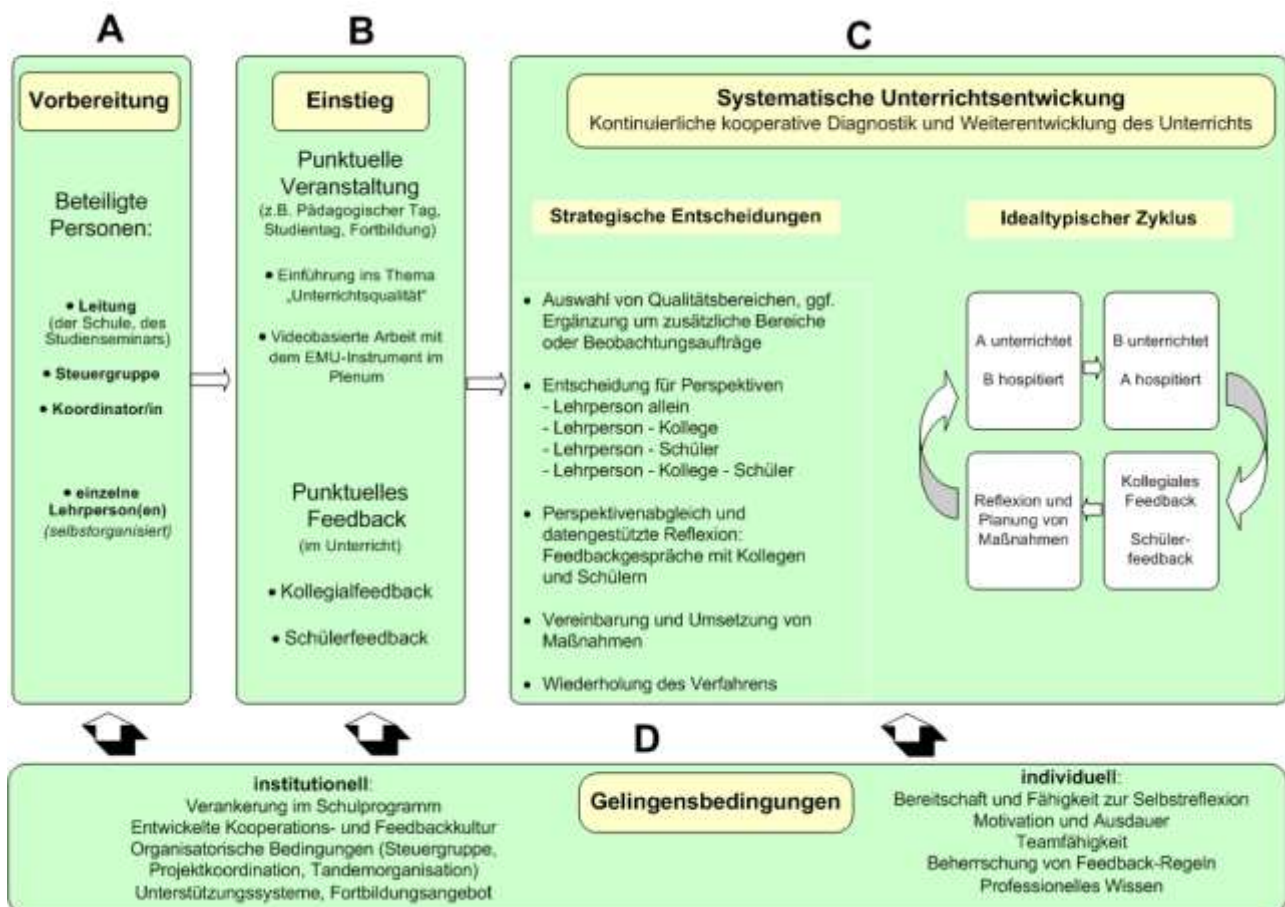 A
Vorbereitung
Beteiligte
Personen:
• Leitung
(der Schule, des
Studienseminars)
• Steuergruppe
• Koordinator/in
• einzelne
Lehrperson(en)
(selbstorganisiert)
B
Einstieg
Punktuelle
Veranstaltung
(z.B. Pädagogischer Tag,
Studientag, Fortbildung)
• Einführung ins Thema
„Unterrichtsqualität“
• Videobasierte Arbeit mit
dem EMU-Instrument im
Plenum
Punktuelles
Feedback
(im Unterricht)
• Kollegialfeedback
• Schülerfeedback
C
Systematische Unterrichtsentwickung
Kontinuierliche kooperative Diagnostik und Weiterentwicklung des Unterrichts
Strategische Entscheidungen
• Auswahl von Qualitätsbereichen, ggf.
Ergänzung um zusätzliche Bereiche
oder Beobachtungsaufträge
• Entscheidung für Perspektiven
- Lehrperson allein
- Lehrperson - Kollege
- Lehrperson - Schüler
- Lehrperson - Kollege - Schüler
• Perspektivenabgleich und
datengestützte Reflexion:
Feedbackgespräche mit Kollegen
und Schülern
• Vereinbarung und Umsetzung von
Maßnahmen
• Wiederholung des Verfahrens
Idealtypischer Zyklus
A unterrichtet
B hospitiert
B unterrichtet
A hospitiert
Kollegiales
Feedback
Schüler-
feedback
Reflexion und
Planung von
Maßnahmen
D
Gelingensbedingungen
institutionell:
Verankerung im Schulprogramm
Entwickelte Kooperations- und Feedbackkultur
Organisatorische Bedingungen (Steuergruppe,
Projektkoordination, Tandemorganisation)
Unterstützungssysteme, Fortbildungsangebot
individuell:
Bereitschaft und Fähigkeit zur Selbstreflexion
Motivation und Ausdauer
Teamfähigkeit
Beherrschung von Feedback-Regeln
Professionelles Wissen